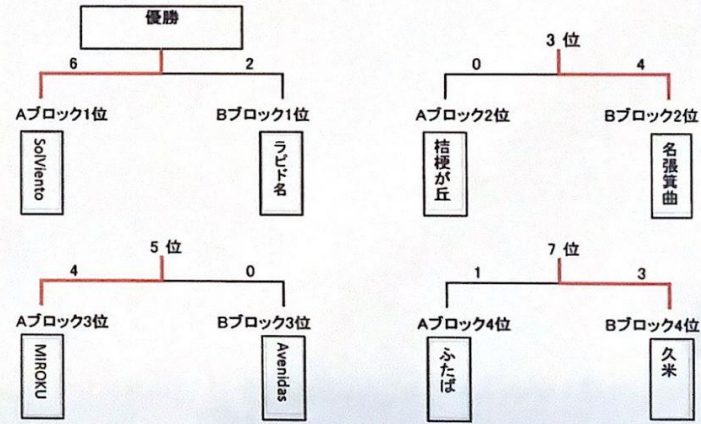 優勝
6
2
Aブロック1位
Bブロック1位
SolViento
ラピド名
3 位
0
4
Aブロック2位
Bブロック2位
桔梗が丘
名張箕曲
5 位
4
0
Aブロック3位
Bブロック3位
MIROKU
Avenidas
7 位
1
3
Aブロック4位
Bブロック4位
ふたば
久米